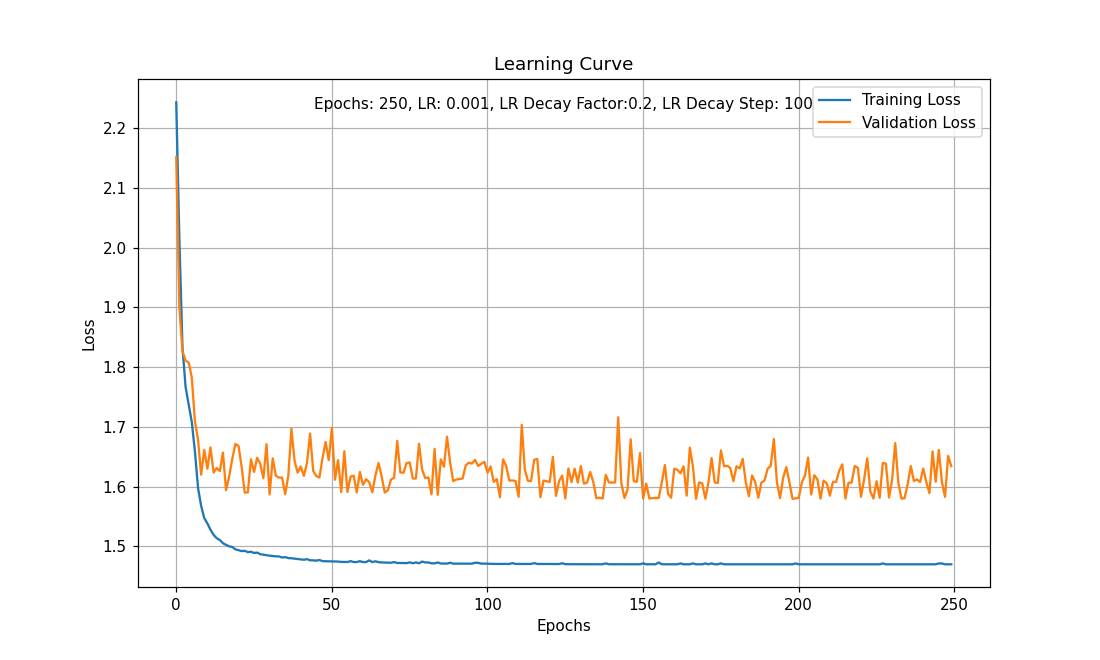 Learning Curve
Epochs: 250, LR: 0.001, LR Decay Factor:0.2, LR Decay Step: 100
Training Loss
Validation Loss
2.2
2.1
2.0
1.9
1.8
1.7
1.6
1.5
Loss
0 50 100 150 200 250
Epochs